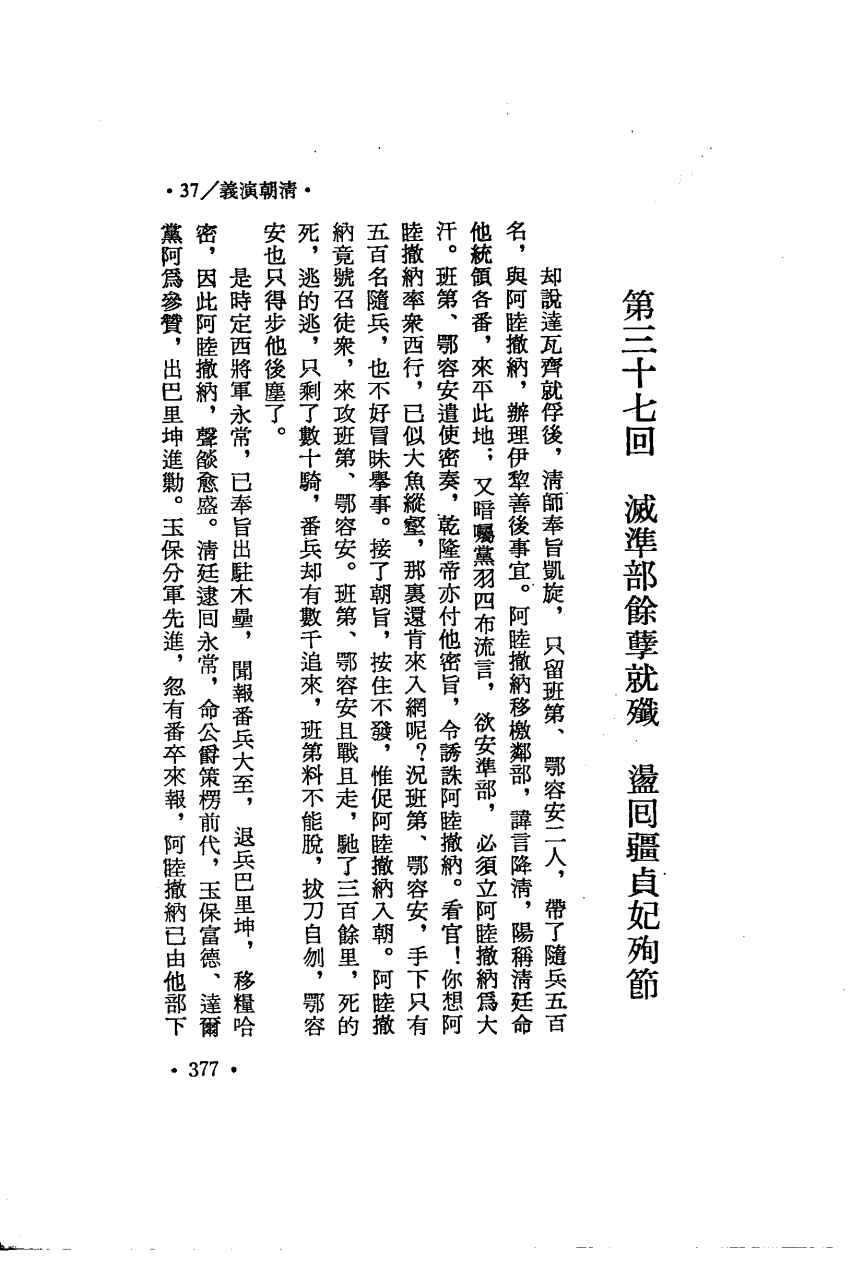 •清朝演義/37•
第三十七回　滅準部餘孽就殲　盪囘疆貞妃殉節
却說達瓦齊就俘後，淸師奉旨凱旋，只留班第、鄂容安二人，帶了隨兵五百
名，與阿睦撤納，辦理伊犂善後事宜。阿睦撤納移檄鄰部，諱言降淸，陽稱淸廷命
他統領各番，來平此地；又暗囑黨羽四布流言，欲安準部，必須立阿睦撤納爲大
汗。班第、鄂容安遣使密奏，乾隆帝亦付他密旨，令誘誅阿睦撤納。看官！你想阿
睦撤納率衆西行，已似大魚縱壑，那裏還肯來入網呢？況班第、鄂容安，手下只有
五百名隨兵，也不好冒昧擧事。接了朝旨，按住不發，惟促阿睦撤納入朝。阿睦撤
納竟號召徒衆，來攻班第、鄂容安。班第、鄂容安且戰且走，馳了三百餘里，死的
死，逃的逃，只剩了數十騎，番兵却有數千追來，班第料不能脫，拔刀自刎，鄂容
安也只得步他後塵了。
是時定西將軍永常，已奉旨出駐木壘，聞報番兵大至，退兵巴里坤，移糧哈
密，因此阿睦撤納，聲燄愈盛。淸廷逮囘永常，命公爵策楞前代，玉保富德、達爾
黨阿爲參贊，出巴里坤進勦。玉保分軍先進，忽有番卒來報，阿睦撤納已由他部下
•377•